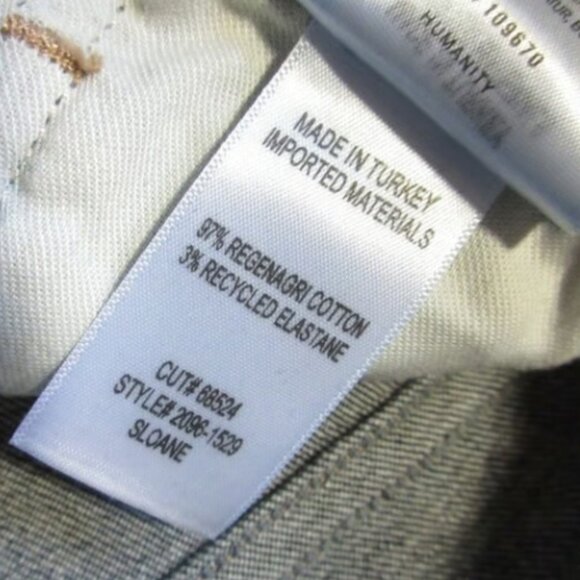 109670
HUMANITY
MADE IN TURKEY
IMPORTED MATERIALS
97% REGENAGRI COTTON
3% RECYCLED ELASTANE
CUT# 68524
STYLE# 2096-1529
SLOANE